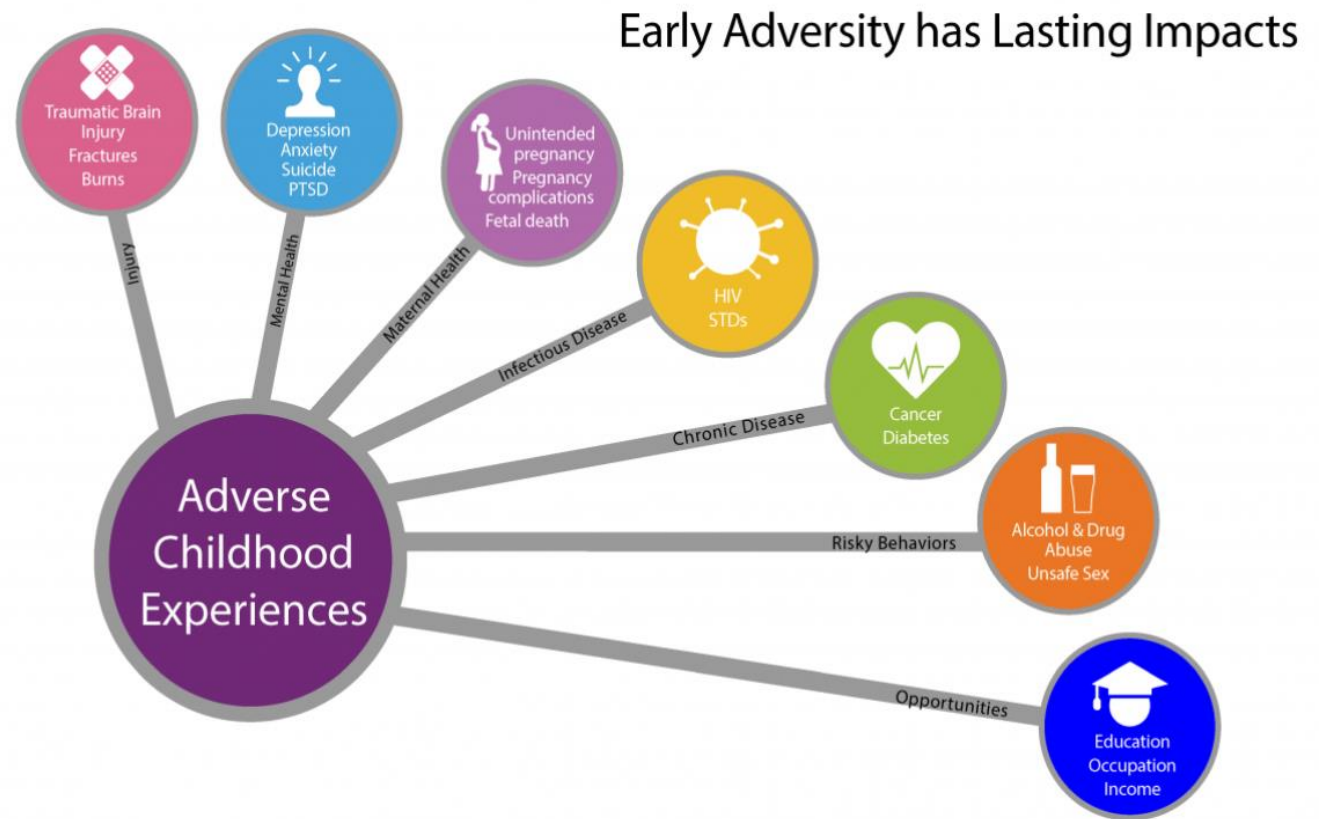 Early Adversity has Lasting Impacts
Traumatic Brain
Injury
Fractures
Burns
Depression
Anxiety
Suicide
PTSD
Unintended
pregnancy
Pregnancy
complications
Fetal death
HIV
STDs
Cancer
Diabetes
Alcohol & Drug
Abuse
Unsafe Sex
Education
Occupation
Income
Injury
Mental Health
Maternal Health
Infectious Disease
Chronic Disease
Risky Behaviors
Opportunities
Adverse
Childhood
Experiences